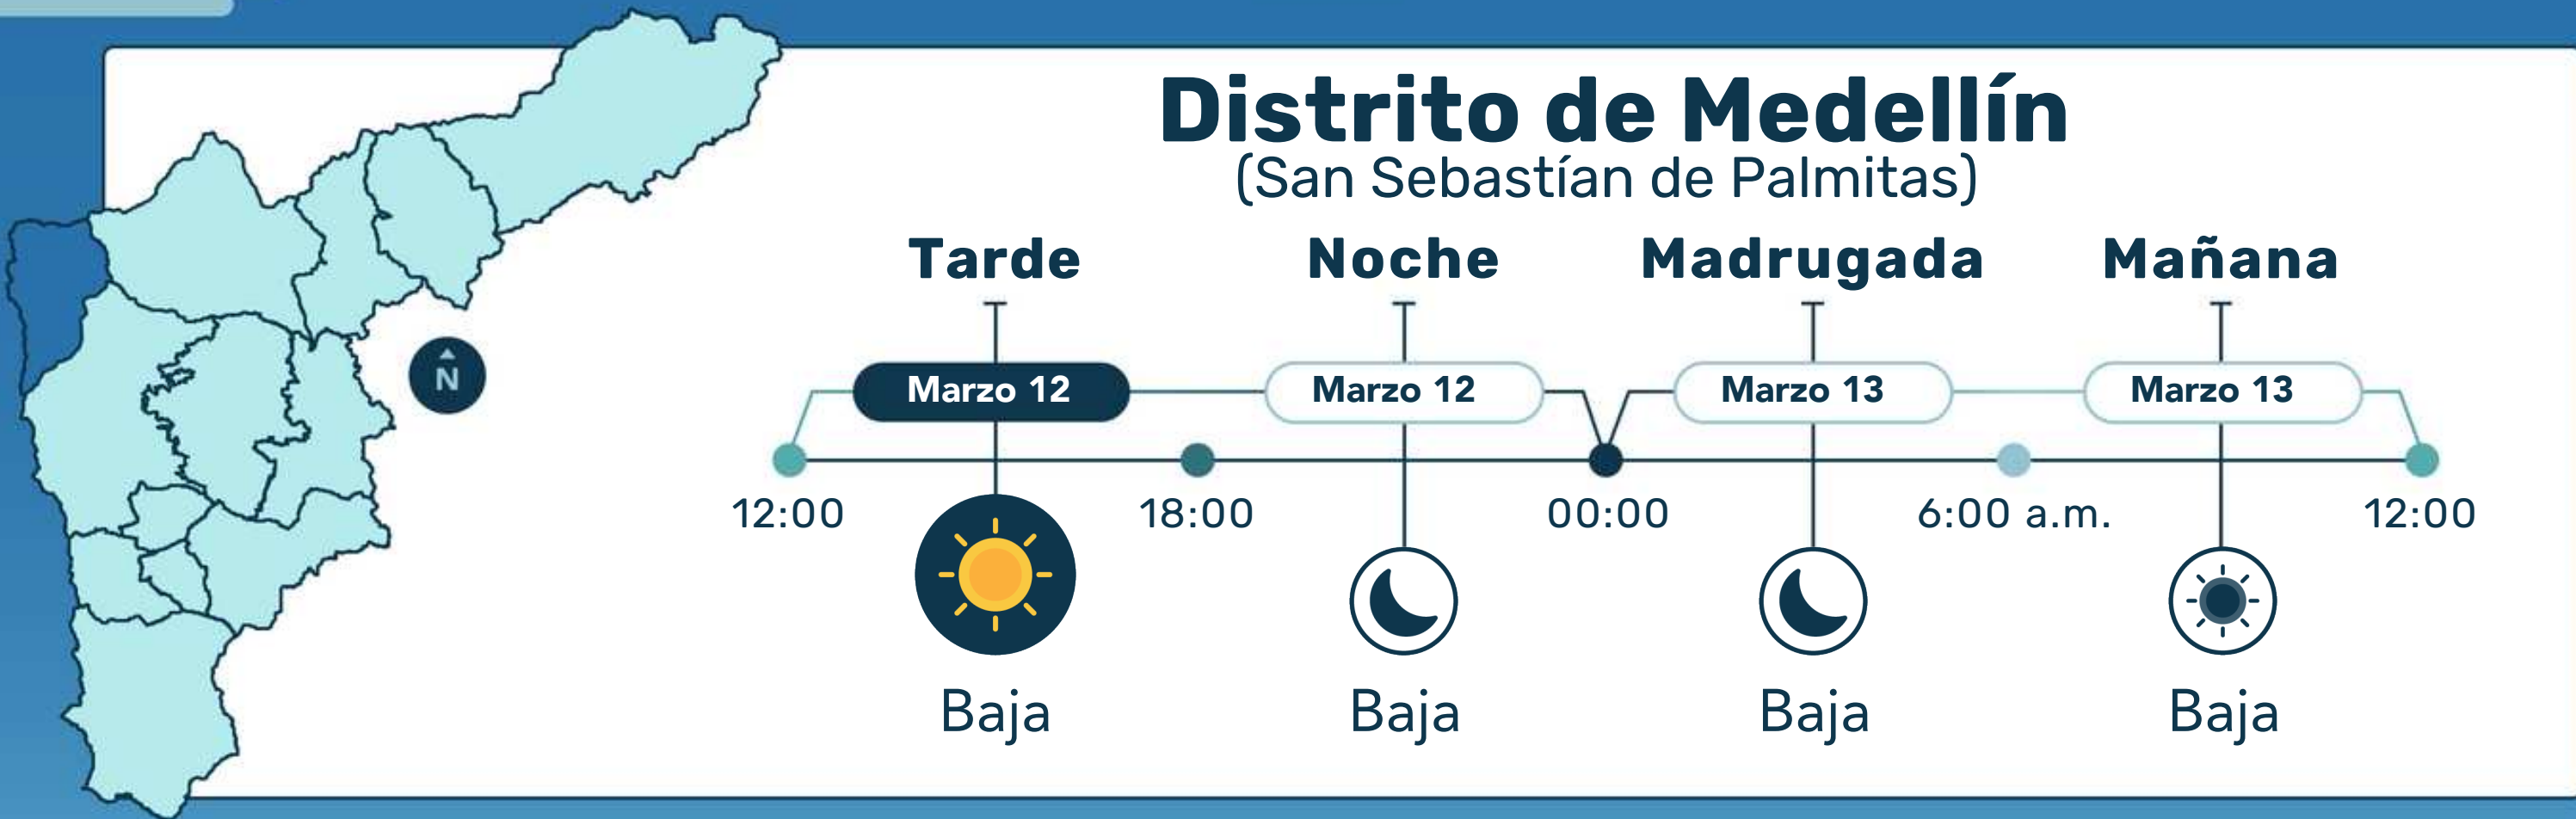 Distrito de Medellín
(San Sebastían de Palmitas)
Tarde Noche Madrugada Mañana
Marzo 12 Marzo 12 Marzo 13 Marzo 13
N
12:00 18:00 00:00 6:00 a.m. 12:00
Baja Baja Baja Baja